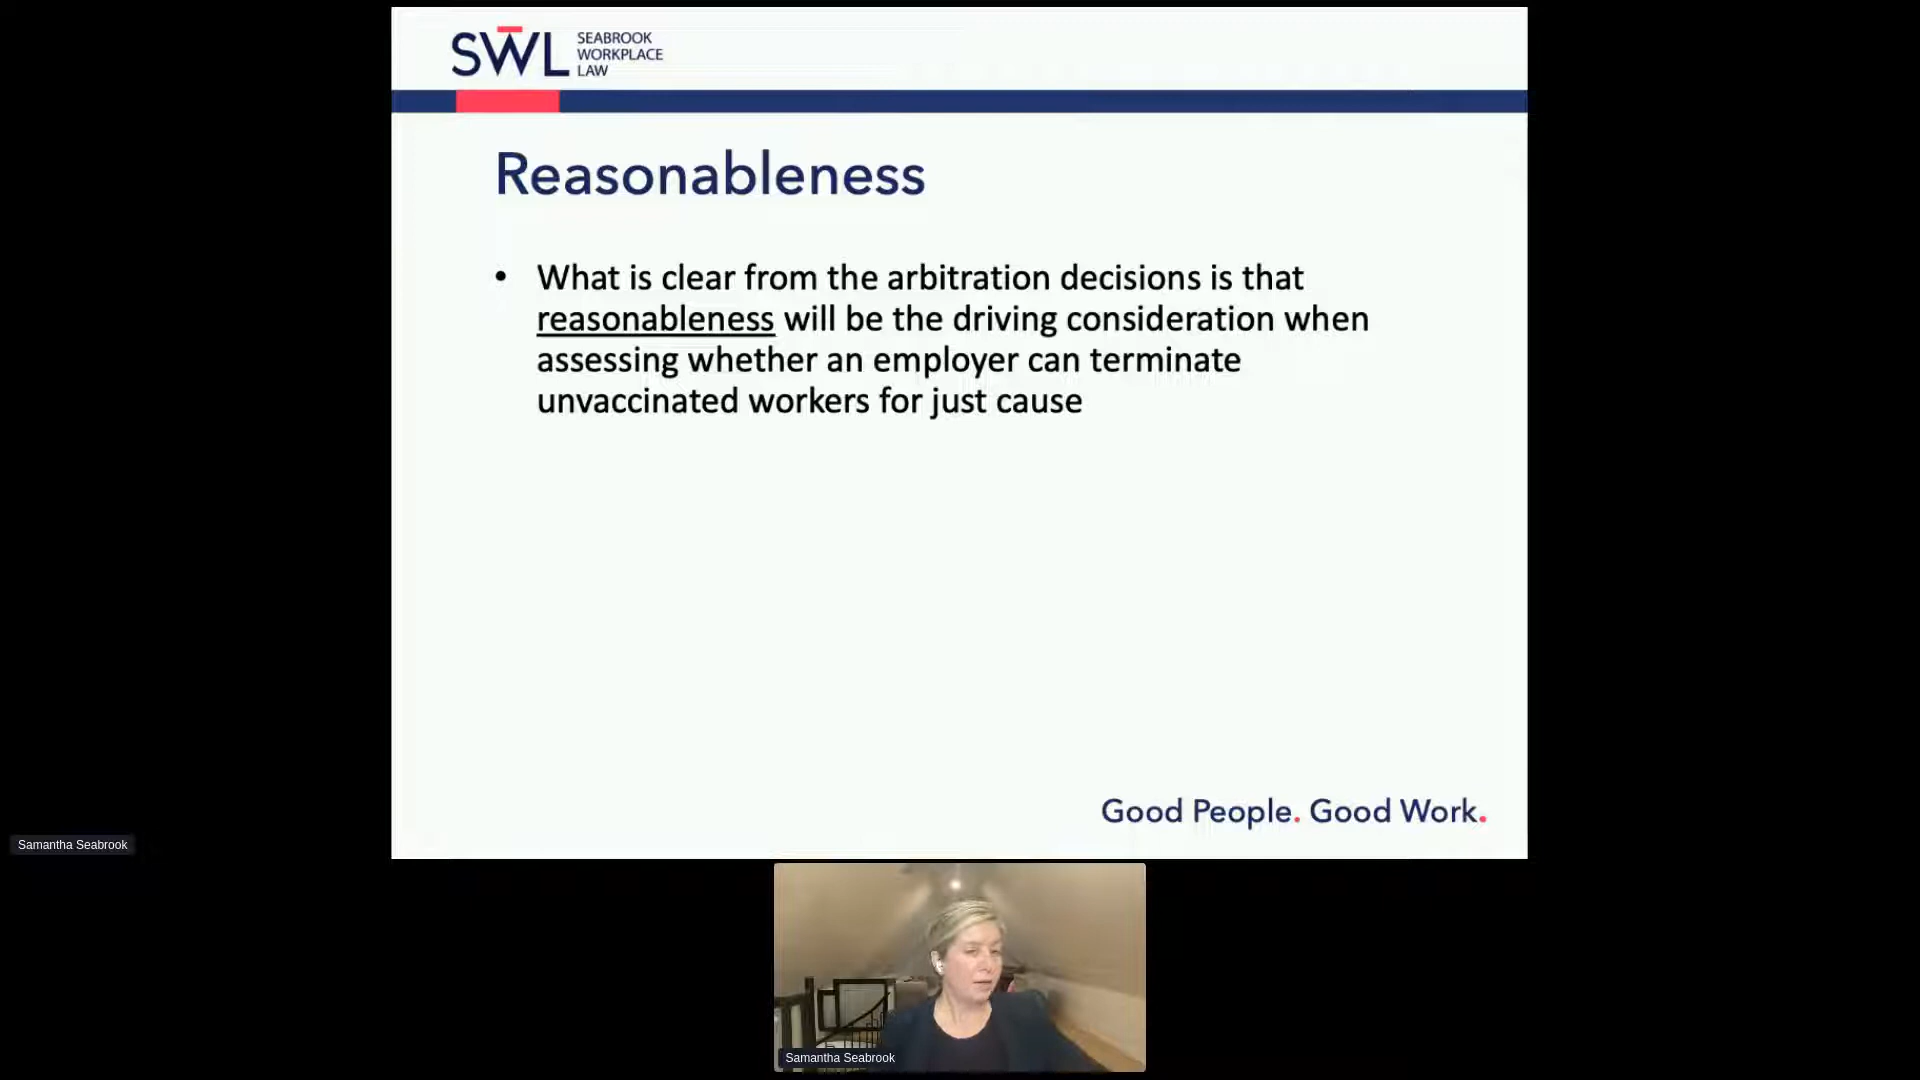 SWL
SEABROOK
WORKPLACE
LAW
Reasonableness
• What is clear from the arbitration decisions is that
reasonableness will be the driving consideration when
assessing whether an employer can terminate
unvaccinated workers for just cause
Good People. Good Work.
Samantha Seabrook
Samantha Seabrook